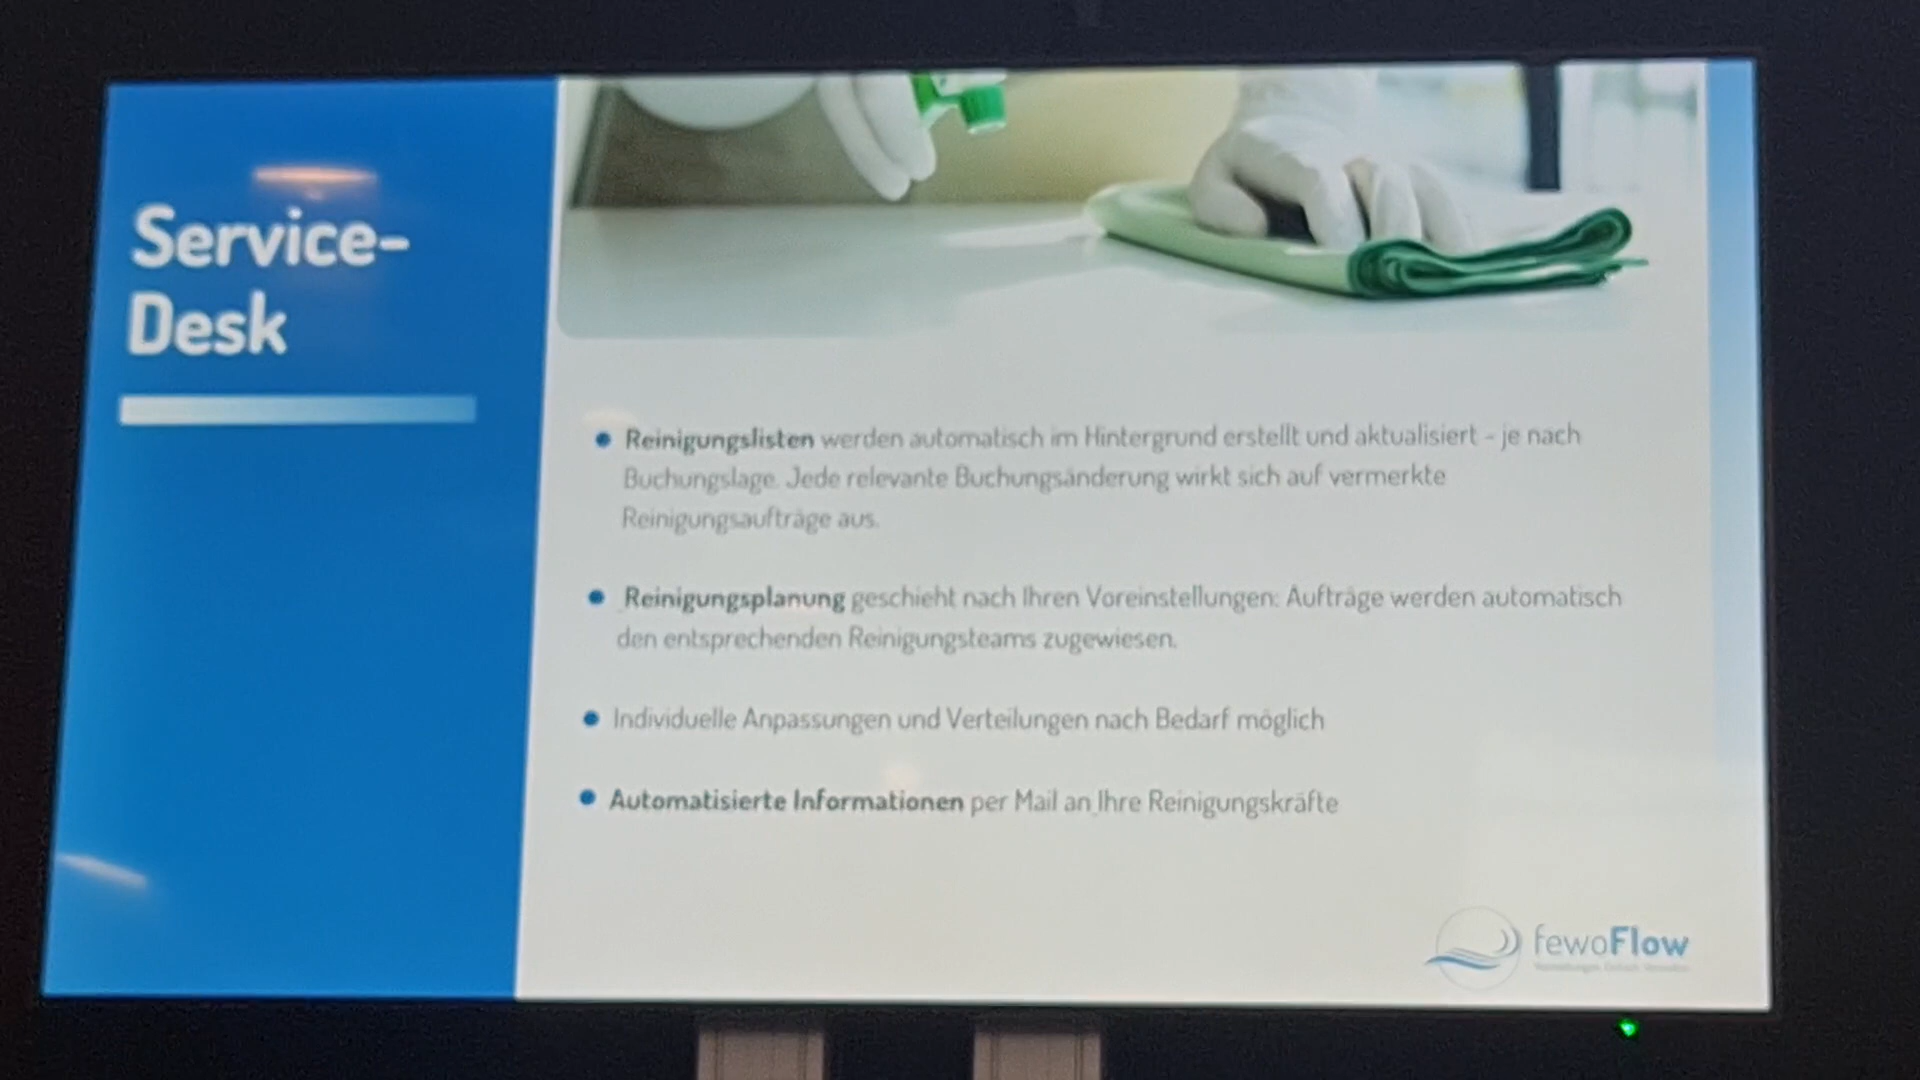 Service-
Desk
Reinigungslisten werden automatisch im Hintergrund erstellt und aktualisiert - je nach
Buchungslage. Jede relevante Buchungsänderung wirkt sich auf vermerkte
Reinigungsaufträge aus.
Reinigungsplanung geschieht nach Ihren Voreinstellungen: Aufträge werden automatisch
den entsprechenden Reinigungsteams zugewiesen.
Individuelle Anpassungen und Verteilungen nach Bedarf möglich
Automatisierte Informationen per Mail an Ihre Reinigungskräfte
fewoFlow